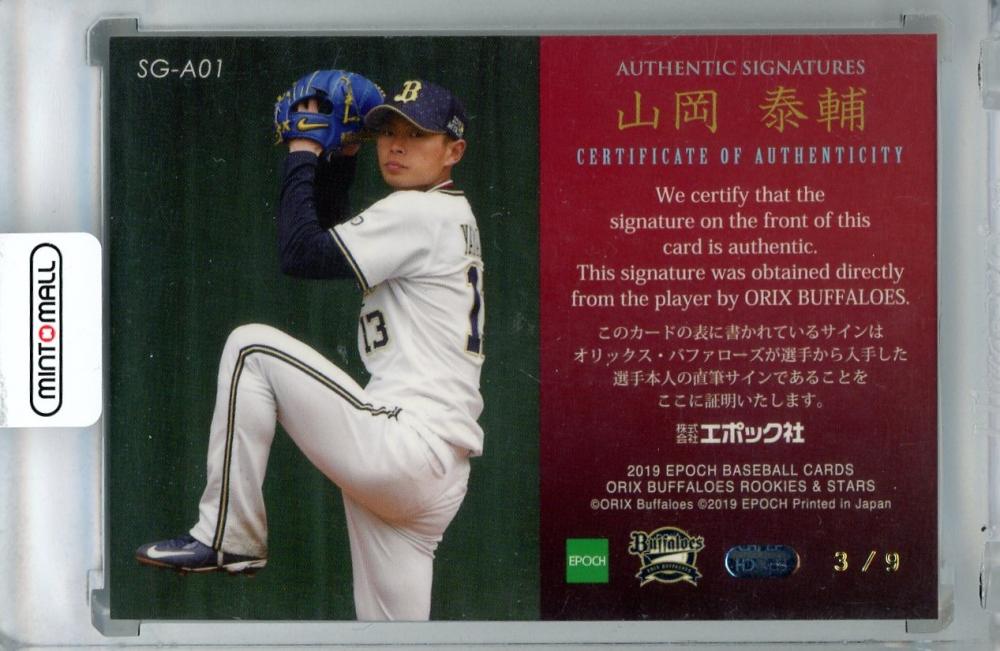 SG-A01
B
13
AUTHENTIC SIGNATURES
山岡 泰輔
CERTIFICATE OF AUTHENTICITY
We certify that the
signature on the front of this
card is authentic.
This signature was obtained directly
from the player by ORIX BUFFALOES.
このカードの表に書かれているサインは
オリックス・バファローズが選手から入手した
選手本人の直筆サインであることを
ここに証明いたします。
株式会社エポック社
2019 EPOCH BASEBALL CARDS
ORIX BUFFALOES ROOKIES & STARS
©ORIX Buffaloes ©2019 EPOCH Printed in Japan
EPOCH
Buffaloes
ORIX BUFFALOES
3/9
MINT MALL